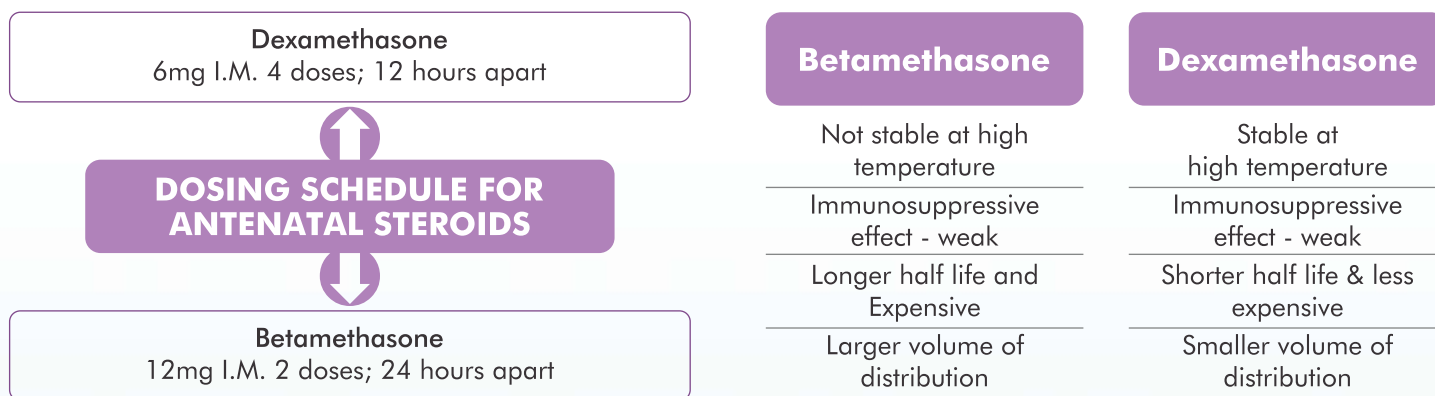 Dexamethasone
6mg I.M. 4 doses; 12 hours apart
DOSING SCHEDULE FOR
ANTENATAL STEROIDS
Betamethasone
12mg I.M. 2 doses; 24 hours apart
Betamethasone
Not stable at high
temperature
Immunosuppressive
effect - weak
Longer half life and
Expensive
Larger volume of
distribution
Dexamethasone
Stable at
high temperature
Immunosuppressive
effect - weak
Shorter half life & less
expensive
Smaller volume of
distribution